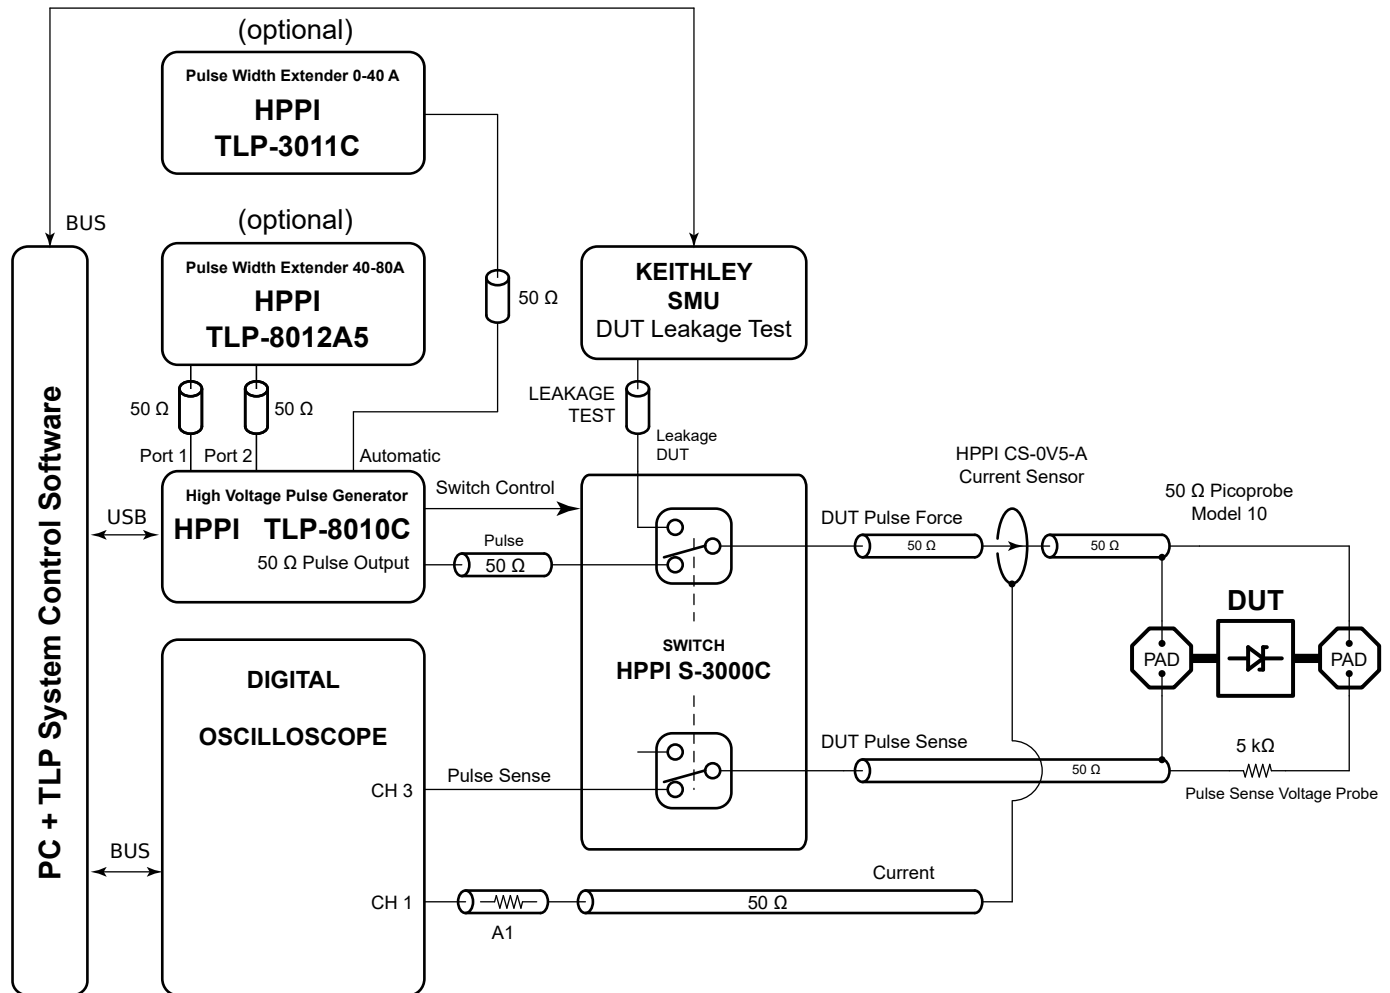 (optional)
Pulse Width Extender 0-40 A
HPPI
TLP-3011C
BUS
(optional)
Pulse Width Extender 40-80A
HPPI
TLP-8012A5
50 Ω
50 Ω
50 Ω
Port 1
Port 2
Automatic
KEITHLEY
SMU
DUT Leakage Test
LEAKAGE
TEST
Leakage
DUT
PC + TLP System Control Software
USB
High Voltage Pulse Generator
HPPI TLP-8010C
50 Ω Pulse Output
Switch Control
Pulse
50 Ω
SWITCH
HPPI S-3000C
DUT Pulse Force
50 Ω
HPPI CS-0V5-A
Current Sensor
50 Ω
50 Ω Picoprobe
Model 10
DUT
PAD
PAD
DIGITAL
OSCILLOSCOPE
CH 3
Pulse Sense
DUT Pulse Sense
50 Ω
5 kΩ
Pulse Sense Voltage Probe
BUS
CH 1
A1
Current
50 Ω